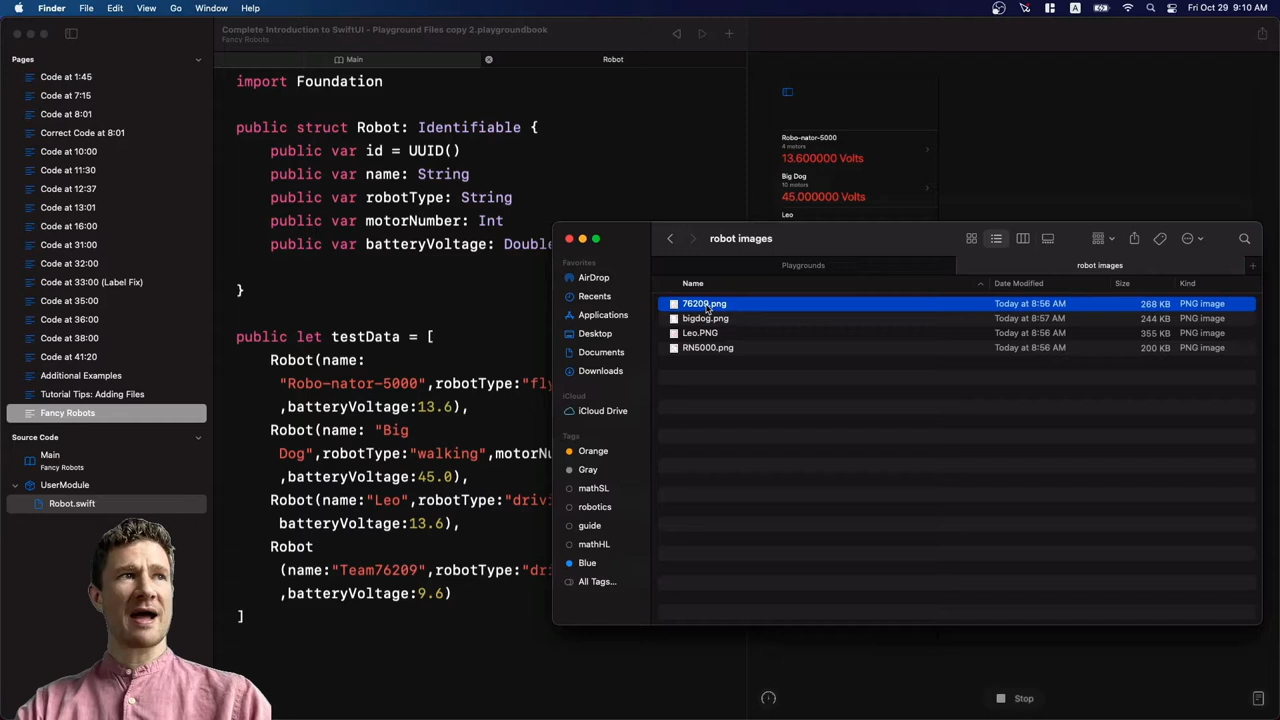 Finder File Edit View Go Window Help
A
Fri Oct 29 9:10 AM
Complete Introduction to SwiftUI - Playground Files copy 2.playgroundbook
Fancy Robots
Main
Robot
Pages
Code at 1:45
Code at 7:15
Code at 8:01
Correct Code at 8:01
Code at 10:00
Code at 11:30
Code at 12:37
Code at 13:01
Code at 16:00
Code at 31:00
Code at 32:00
Code at 33:00 (Label Fix)
Code at 35:00
Code at 36:00
Code at 38:00
Code at 41:20
Additional Examples
Tutorial Tips: Adding Files
Fancy Robots
Source Code
Main
Fancy Robots
UserModule
Robot.swift
import Foundation
public struct Robot: Identifiable {
public var id = UUID()
public var name: String
public var robotType: String
public var motorNumber: Int
public var batteryVoltage: Double
}
public let testData = [
Robot(name:
"Robo-nator-5000",robotType:"fly
,batteryVoltage:13.6),
Robot(name: "Big
Dog",robotType:"walking",motorNu
,batteryVoltage:45.0),
Robot(name:"Leo",robotType:"drivi
batteryVoltage:13.6),
Robot
(name:"Team76209",robotType:"dri
,batteryVoltage:9.6)
]
Robo-nator-5000
4 motors
13.600000 Volts
Big Dog
10 motors
45.000000 Volts
Leo
robot images
Playgrounds
robot images
Favorites
AirDrop
Recents
Applications
Desktop
Documents
Downloads
iCloud
iCloud Drive
Tags
Orange
Gray
mathSL
robotics
guide
mathHL
Blue
All Tags...
Name Date Modified Size Kind
76209.png Today at 8:56 AM 268 KB PNG image
bigdog.png Today at 8:57 AM 244 KB PNG image
Leo.PNG Today at 8:56 AM 355 KB PNG image
RN5000.png Today at 8:56 AM 200 KB PNG image
Stop